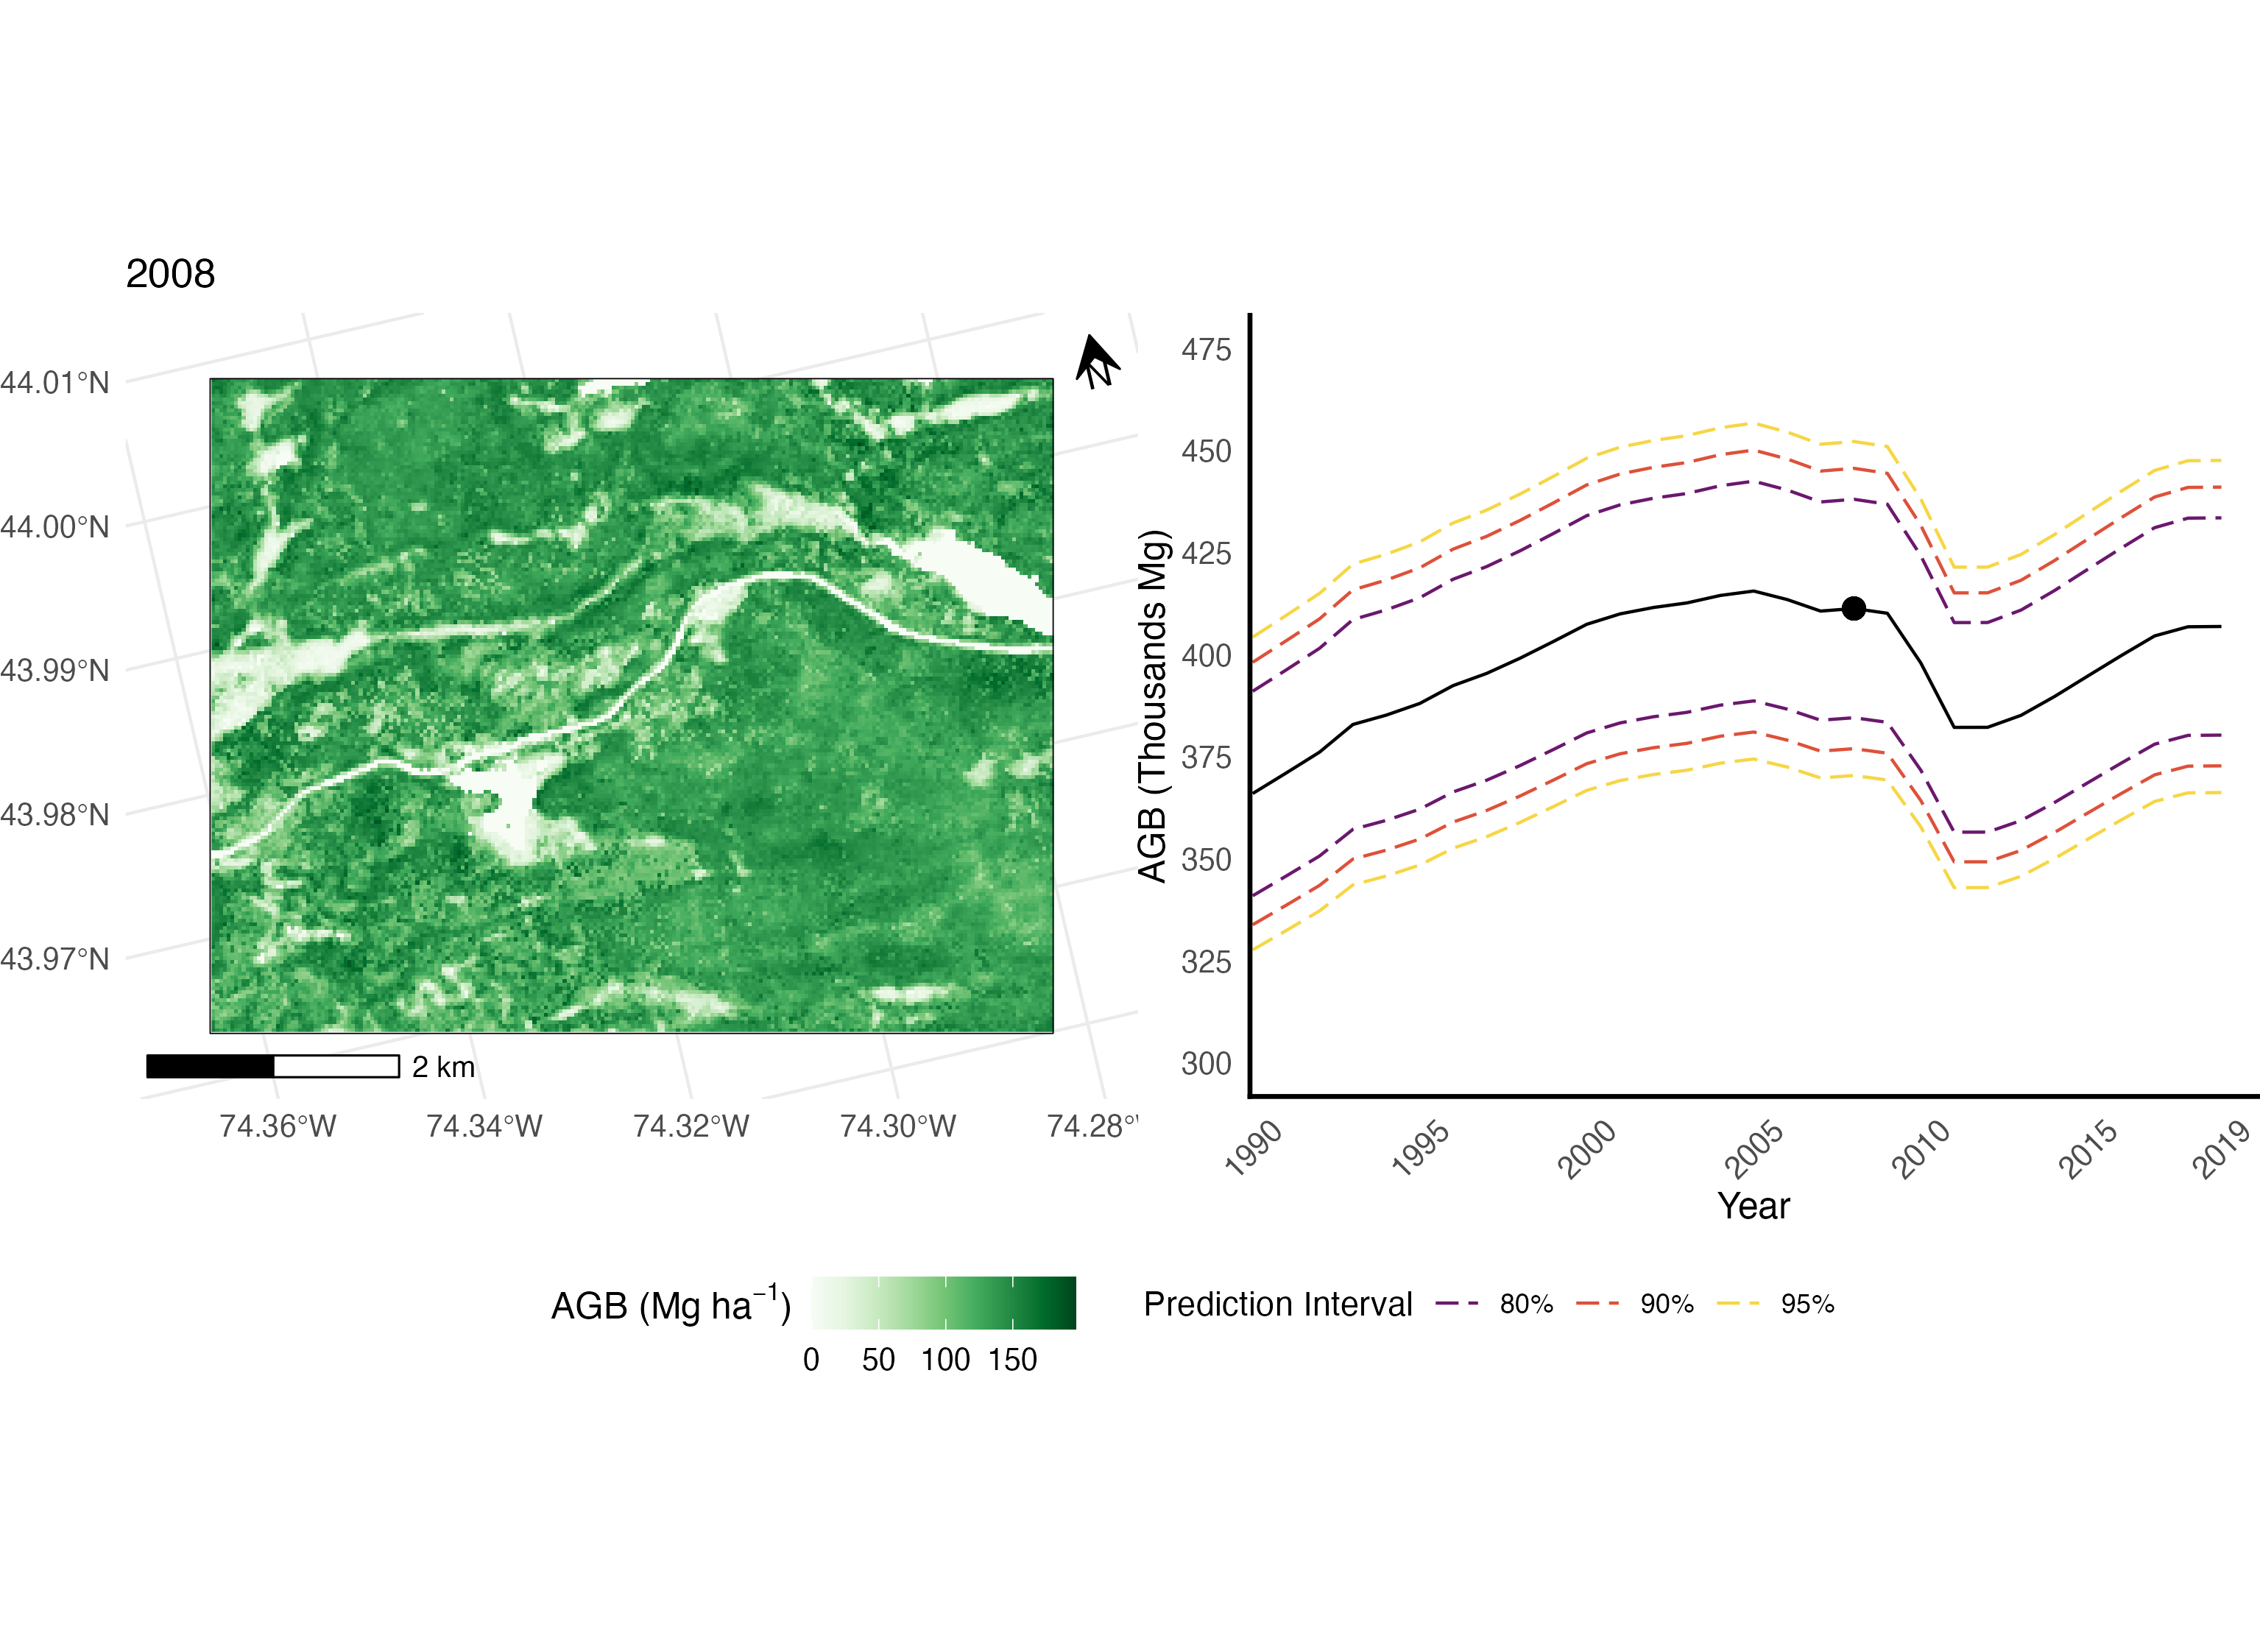 2008
44.01°N
44.00°N
43.99°N
43.98°N
43.97°N
N
2 km
74.36°W
74.34°W
74.32°W
74.30°W
74.28°
AGB (Thousands Mg)
475
450
425
400
375
350
325
300
1990
1995
2000
2005
2010
2015
2019
Year
AGB (Mg ha⁻¹)
0 50 100 150
Prediction Interval 80% 90% 95%